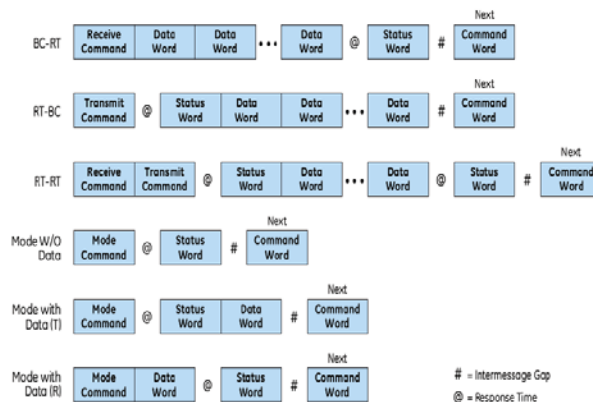 Next
BC-RT Receive Command Data Word Data Word ... Data Word @ Status Word # Command Word
Next
RT-BC Transmit Command @ Status Word Data Word Data Word ... Data Word # Command Word
Next
RT-RT Receive Command Transmit Command @ Status Word Data Word ... Data Word @ Status Word # Command Word
Next
Mode W/O Data Mode Command @ Status Word # Command Word
Next
Mode with Data (T) Mode Command @ Status Word Data Word # Command Word
Next
Mode with Data (R) Mode Command Data Word @ Status Word # Command Word
# = Intermessage Gap
@ = Response Time